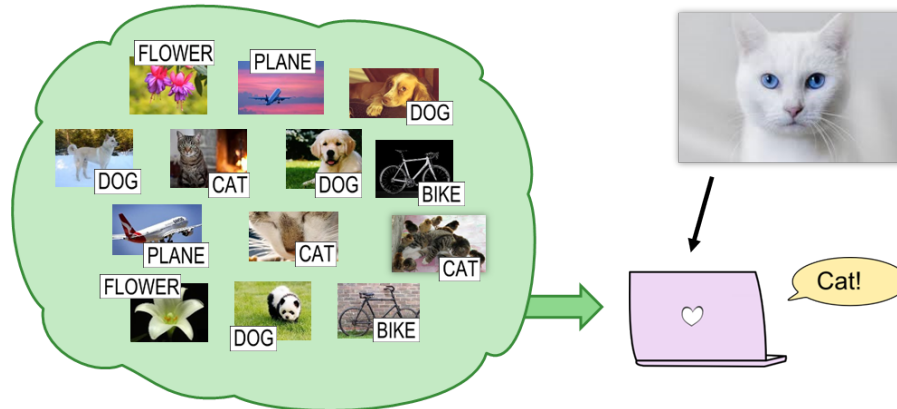 FLOWER
PLANE
DOG
DOG
CAT
DOG
BIKE
PLANE
CAT
CAT
FLOWER
DOG
BIKE
Cat!